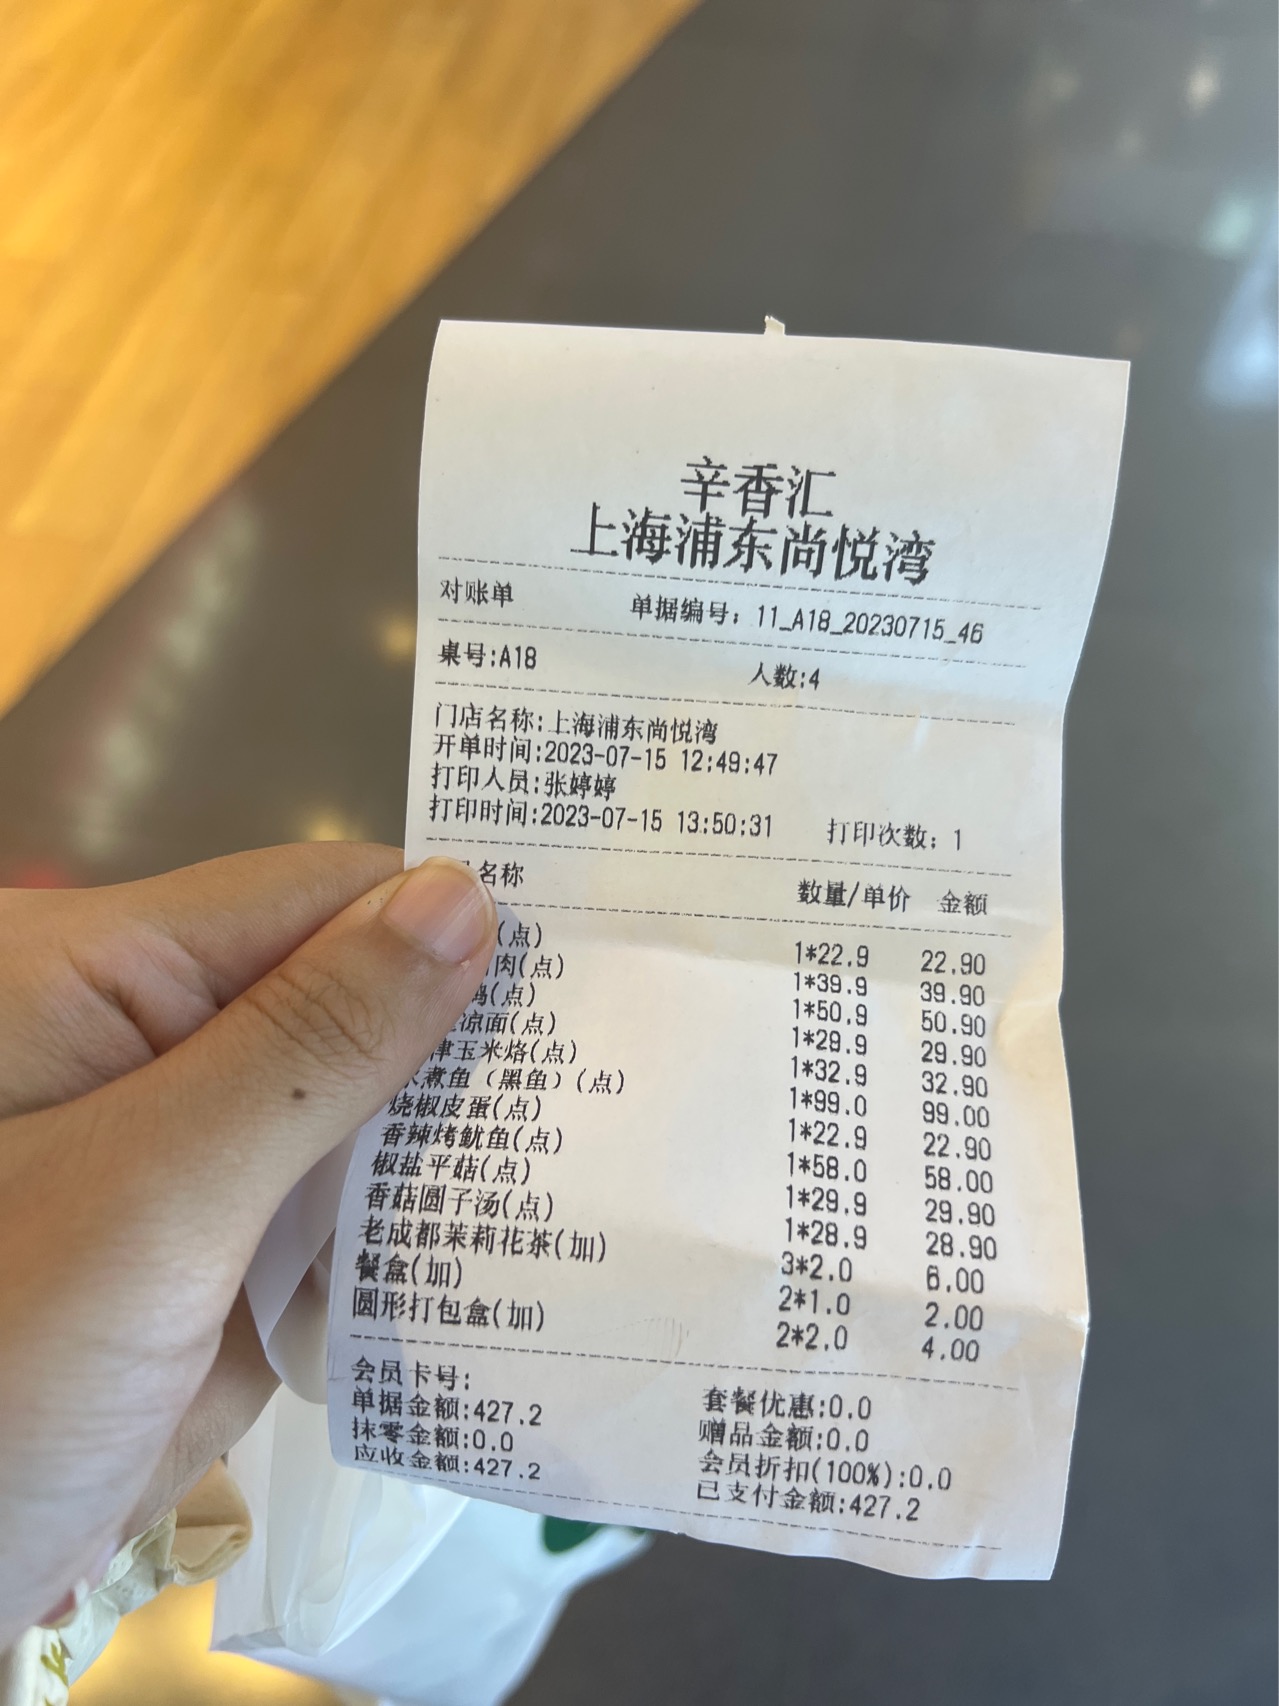 辛香汇
上海浦东尚悦湾
对账单 单据编号：11_A18_20230715_46
桌号:A18 人数:4
门店名称:上海浦东尚悦湾
开单时间:2023-07-15 12:49:47
打印人员:张婷婷
打印时间:2023-07-15 13:50:31 打印次数：1
名称 数量/单价 金额
(点) 1*22.9 22.90
肉(点) 1*39.9 39.90
(点) 1*50.9 50.90
凉面(点) 1*29.9 29.90
津玉米烙(点) 1*32.9 32.90
煮鱼（黑鱼）(点) 1*99.0 99.00
烧椒皮蛋(点) 1*22.9 22.90
香辣烤鱿鱼(点) 1*58.0 58.00
椒盐平菇(点) 1*29.9 29.90
香菇圆子汤(点) 1*28.9 28.90
老成都茉莉花茶(加) 3*2.0 6.00
餐盒(加) 2*1.0 2.00
圆形打包盒(加) 2*2.0 4.00
会员卡号: 套餐优惠:0.0
单据金额:427.2 赠品金额:0.0
抹零金额:0.0 会员折扣(100%):0.0
应收金额:427.2 已支付金额:427.2